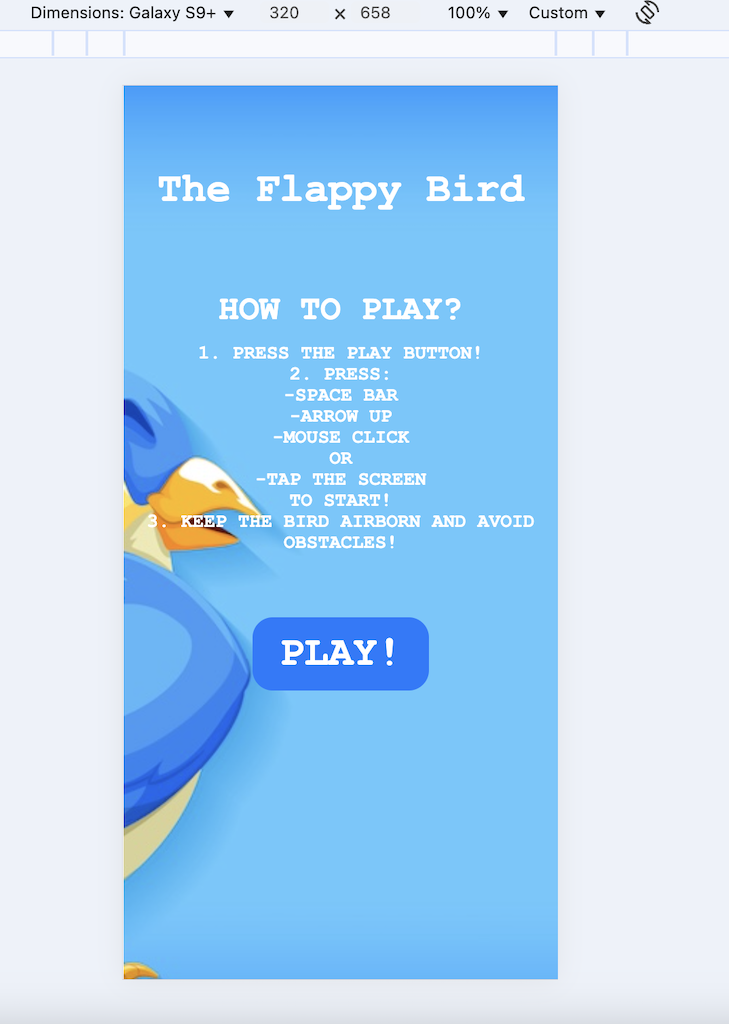 Dimensions: Galaxy S9+ ▼ 320 × 658 100% ▼ Custom ▼
The Flappy Bird
HOW TO PLAY?
1. PRESS THE PLAY BUTTON!
2. PRESS:
-SPACE BAR
-ARROW UP
-MOUSE CLICK
OR
-TAP THE SCREEN
TO START!
3. KEEP THE BIRD AIRBORN AND AVOID
OBSTACLES!
PLAY!